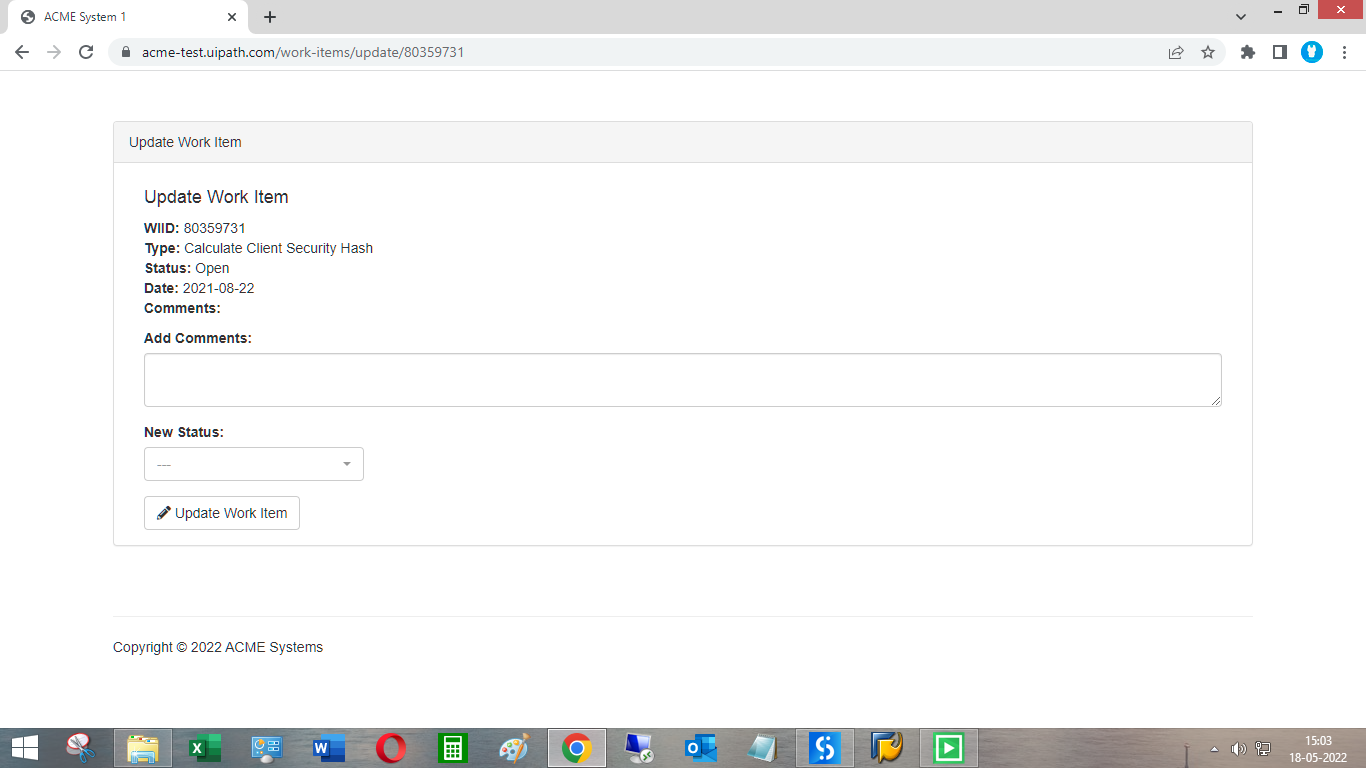 ACME System 1
acme-test.uipath.com/work-items/update/80359731
Update Work Item
Update Work Item
WIID: 80359731
Type: Calculate Client Security Hash
Status: Open
Date: 2021-08-22
Comments:
Add Comments:
New Status:
---
Update Work Item
Copyright © 2022 ACME Systems
15:03
18-05-2022